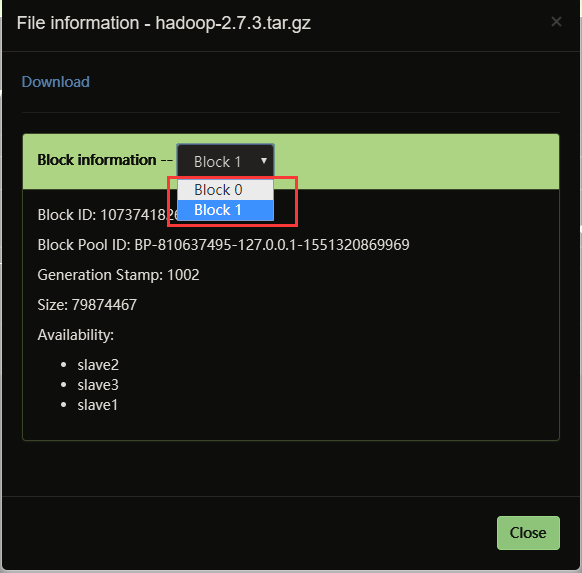 File information - hadoop-2.7.3.tar.gz
×
Download
Block information -- Block 1
Block 0
Block 1
Block ID: 107374182
Block Pool ID: BP-810637495-127.0.0.1-1551320869969
Generation Stamp: 1002
Size: 79874467
Availability:
slave2
slave3
slave1
Close